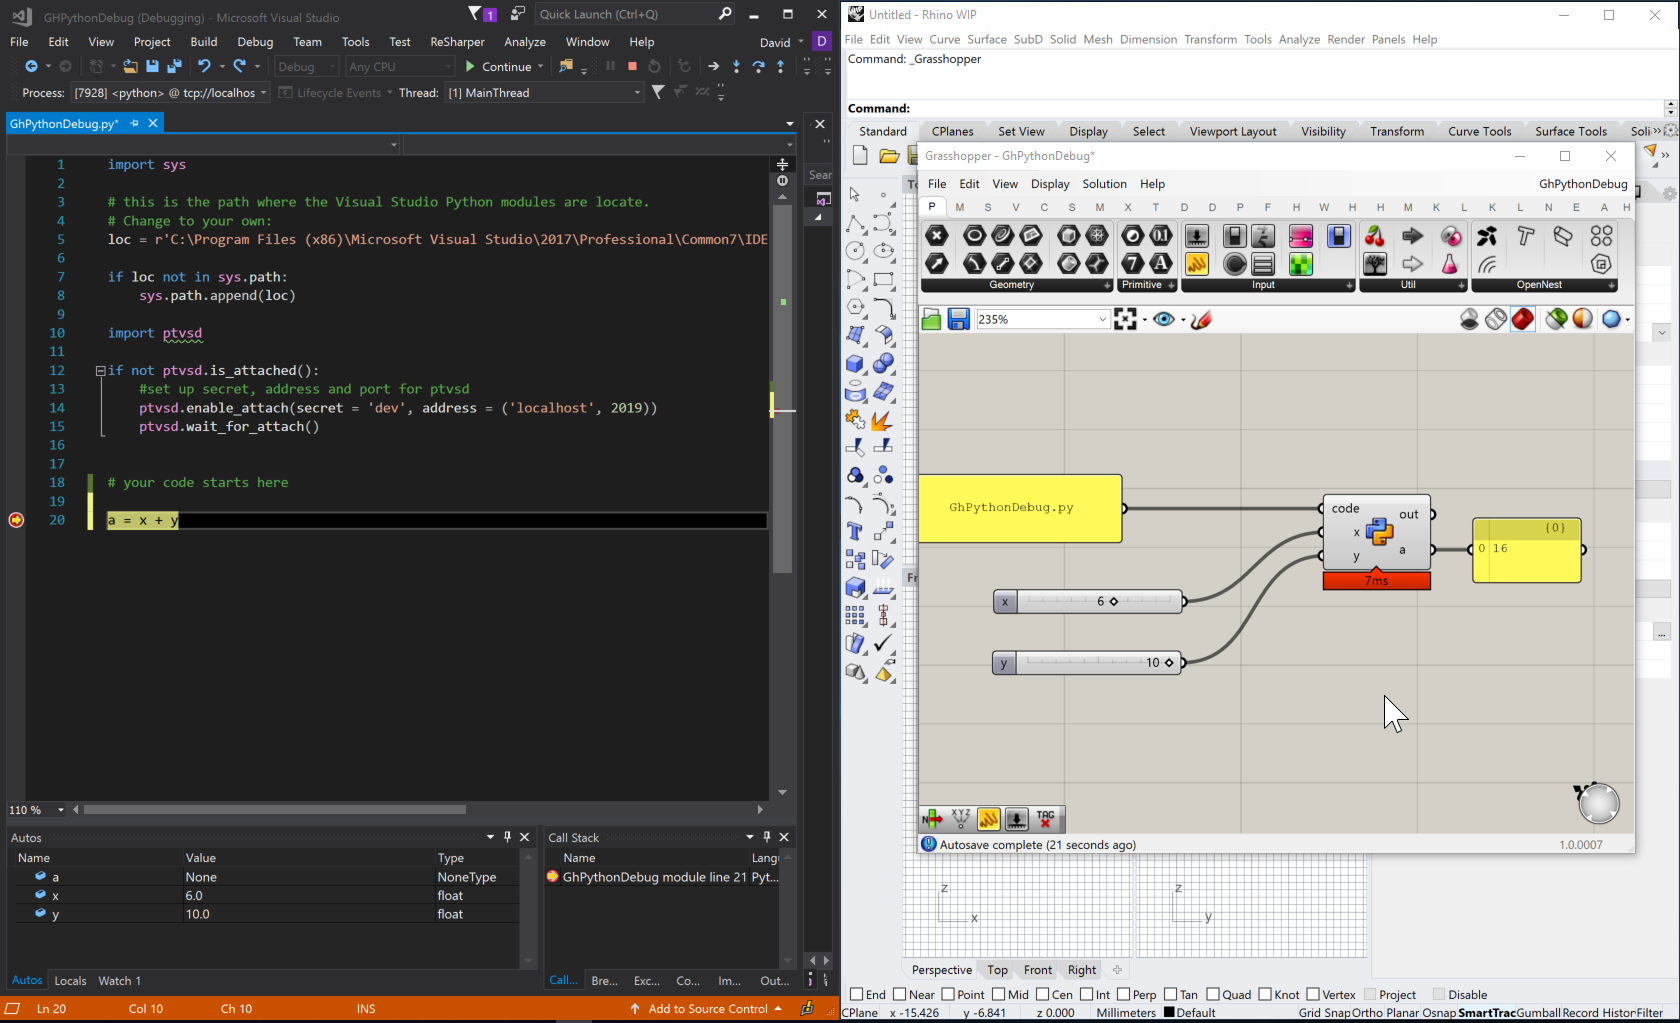 GHPythonDebug (Debugging) - Microsoft Visual Studio
1
Quick Launch (Ctrl+Q)
File Edit View Project Build Debug Team Tools Test ReSharper Analyze Window Help David D
Debug Any CPU Continue
Process: [7928] <python> @ tcp://localhos Lifecycle Events Thread: [1] MainThread
GhPythonDebug.py*
Sear
1 import sys
2
3 # this is the path where the Visual Studio Python modules are locate.
4 # Change to your own:
5 loc = r'C:\Program Files (x86)\Microsoft Visual Studio\2017\Professional\Common7\IDE
6
7 if loc not in sys.path:
8 sys.path.append(loc)
9
10 import ptvsd
11
12 if not ptvsd.is_attached():
13 #set up secret, address and port for ptvsd
14 ptvsd.enable_attach(secret = 'dev', address = ('localhost', 2019))
15 ptvsd.wait_for_attach()
16
17
18 # your code starts here
19
20 a = x + y
110 %
Autos
Name Value Type
a None NoneType
x 6.0 float
y 10.0 float
Autos Locals Watch 1
Call Stack
Name Langu
GhPythonDebug module line 21 Pyt...
Call... Bre... Exc... Co... Im... Out...
Ln 20 Col 10 Ch 10 INS Add to Source Control
Untitled - Rhino WIP
File Edit View Curve Surface SubD Solid Mesh Dimension Transform Tools Analyze Render Panels Help
Command: _Grasshopper
Command:
Standard CPlanes Set View Display Select Viewport Layout Visibility Transform Curve Tools Surface Tools Soli
To
Grasshopper - GhPythonDebug*
File Edit View Display Solution Help GhPythonDebug
P M S V C S M X T D D P F H W H H M K L K L N E A H
Geometry Primitive Input Util OpenNest
235%
GhPythonDebug.py
code
x
y
out
a
7ms
{0}
0 16
x 6
y 10
Fr
XYZ
TAG
Autosave complete (21 seconds ago) 1.0.0007
z
x
z
y
Perspective Top Front Right
End Near Point Mid Cen Int Perp Tan Quad Knot Vertex Project Disable
CPlane x -15.426 y -6.841 z 0.000 Millimeters Default Grid Snap Ortho Planar Osnap SmartTrac Gumball Record Histor Filter